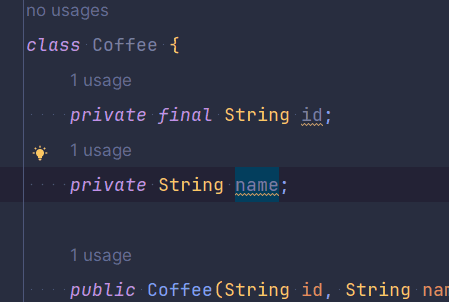 no usages
class Coffee {
1 usage
private final String id;
1 usage
private String name;
1 usage
public Coffee(String id, String nam